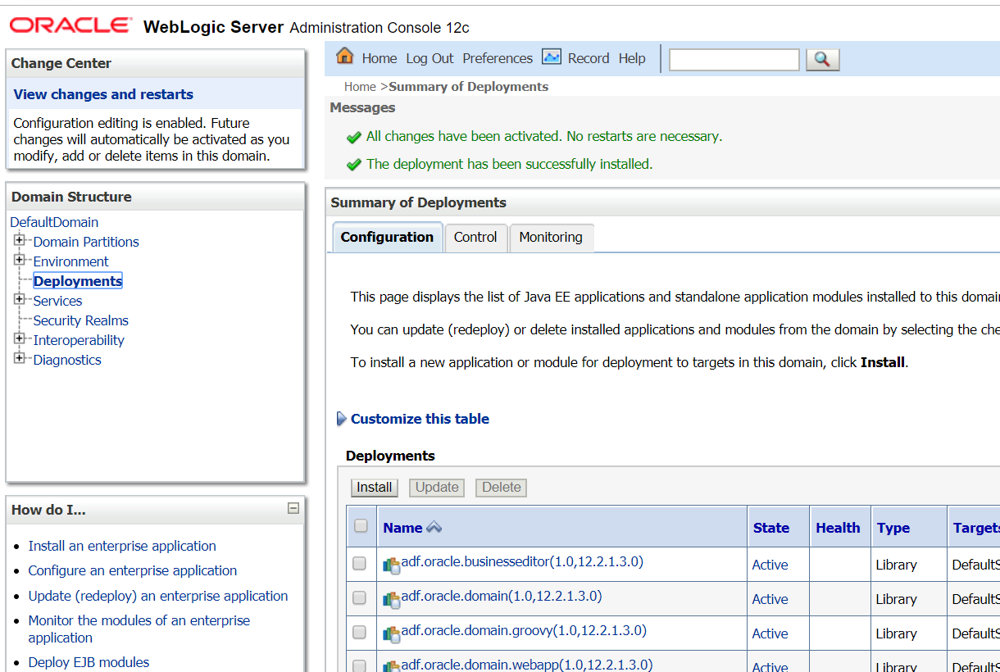 ORACLE WebLogic Server Administration Console 12c
Change Center
View changes and restarts
Configuration editing is enabled. Future
changes will automatically be activated as you
modify, add or delete items in this domain.
Domain Structure
DefaultDomain
Domain Partitions
Environment
Deployments
Services
Security Realms
Interoperability
Diagnostics
How do I...
Install an enterprise application
Configure an enterprise application
Update (redeploy) an enterprise application
Monitor the modules of an enterprise
application
Deploy EJB modules
Home Log Out Preferences Record Help
Home >Summary of Deployments
Messages
All changes have been activated. No restarts are necessary.
The deployment has been successfully installed.
Summary of Deployments
Configuration Control Monitoring
This page displays the list of Java EE applications and standalone application modules installed to this domai
You can update (redeploy) or delete installed applications and modules from the domain by selecting the che
To install a new application or module for deployment to targets in this domain, click Install.
Customize this table
Deployments
Install Update Delete
Name State Health Type Targets
adf.oracle.businesseditor(1.0,12.2.1.3.0) Active Library DefaultS
adf.oracle.domain(1.0,12.2.1.3.0) Active Library DefaultS
adf.oracle.domain.groovy(1.0,12.2.1.3.0) Active Library DefaultS
adf.oracle.domain.webapp(1.0,12.2.1.3.0) Active Library DefaultS